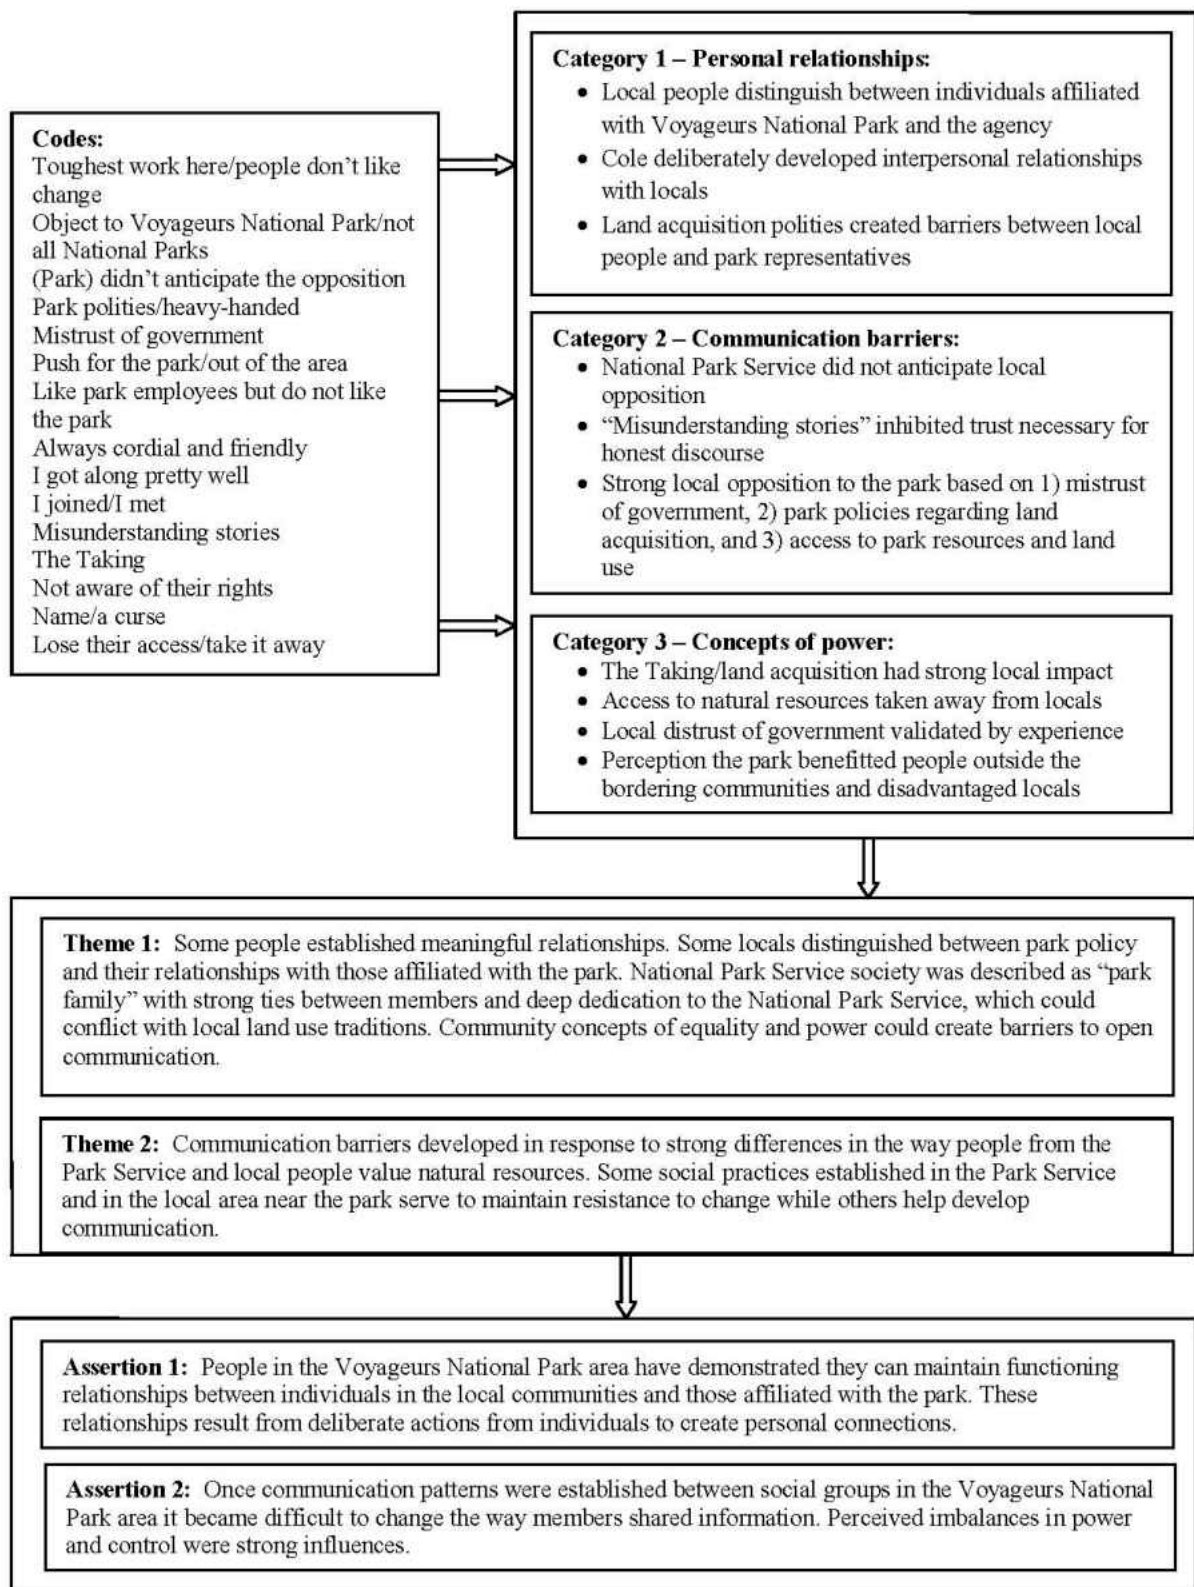 Codes:
Toughest work here/people don't like
change
Object to Voyageurs National Park/not
all National Parks
(Park) didn't anticipate the opposition
Park polities/heavy-handed
Mistrust of government
Push for the park/out of the area
Like park employees but do not like
the park
Always cordial and friendly
I got along pretty well
I joined/I met
Misunderstanding stories
The Taking
Not aware of their rights
Name/a curse
Lose their access/take it away
Category 1 – Personal relationships:
• Local people distinguish between individuals affiliated
with Voyageurs National Park and the agency
• Cole deliberately developed interpersonal relationships
with locals
• Land acquisition polities created barriers between local
people and park representatives
Category 2 – Communication barriers:
• National Park Service did not anticipate local
opposition
• “Misunderstanding stories” inhibited trust necessary for
honest discourse
• Strong local opposition to the park based on 1) mistrust
of government, 2) park policies regarding land
acquisition, and 3) access to park resources and land
use
Category 3 – Concepts of power:
• The Taking/land acquisition had strong local impact
• Access to natural resources taken away from locals
• Local distrust of government validated by experience
• Perception the park benefitted people outside the
bordering communities and disadvantaged locals
Theme 1: Some people established meaningful relationships. Some locals distinguished between park policy
and their relationships with those affiliated with the park. National Park Service society was described as “park
family” with strong ties between members and deep dedication to the National Park Service, which could
conflict with local land use traditions. Community concepts of equality and power could create barriers to open
communication.
Theme 2: Communication barriers developed in response to strong differences in the way people from the
Park Service and local people value natural resources. Some social practices established in the Park Service
and in the local area near the park serve to maintain resistance to change while others help develop
communication.
Assertion 1: People in the Voyageurs National Park area have demonstrated they can maintain functioning
relationships between individuals in the local communities and those affiliated with the park. These
relationships result from deliberate actions from individuals to create personal connections.
Assertion 2: Once communication patterns were established between social groups in the Voyageurs National
Park area it became difficult to change the way members shared information. Perceived imbalances in power
and control were strong influences.